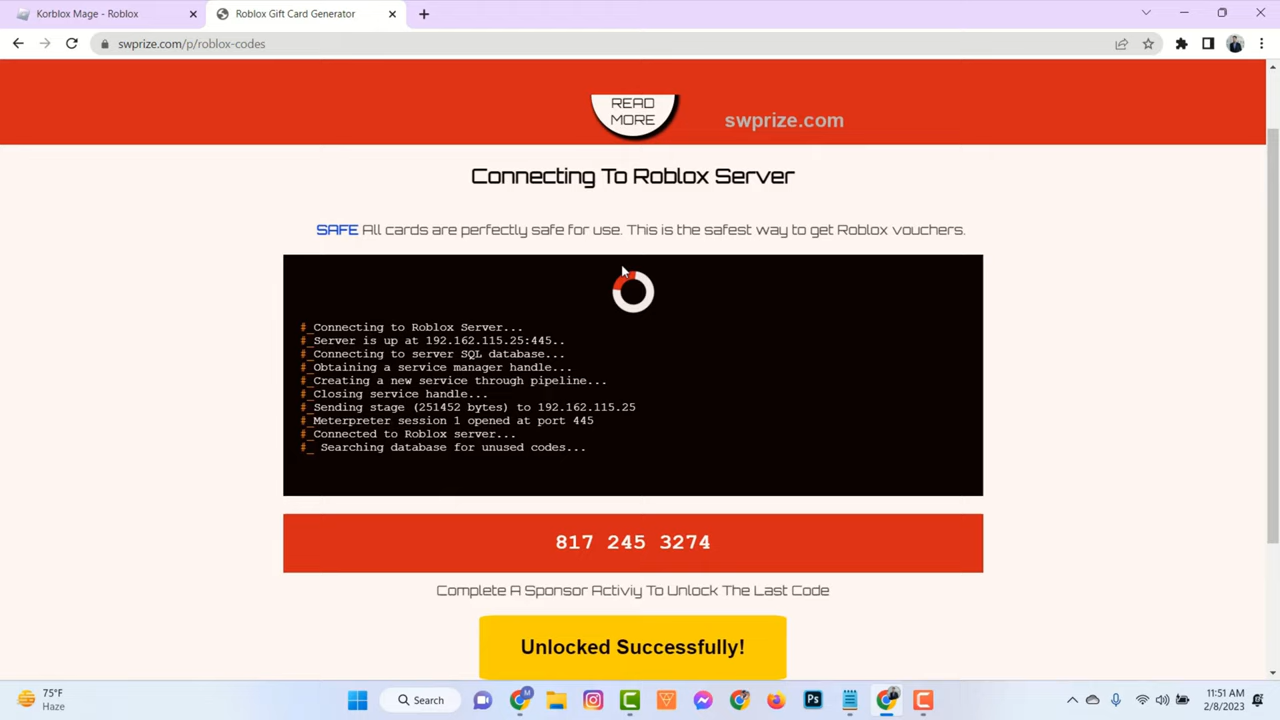 Korblox Mage - Roblox
Roblox Gift Card Generator
swprize.com/p/roblox-codes
READ
MORE
swprize.com
Connecting To Roblox Server
SAFE All cards are perfectly safe for use. This is the safest way to get Roblox vouchers.
#_Connecting to Roblox Server...
#_Server is up at 192.162.115.25:445..
#_Connecting to server SQL database...
#_Obtaining a service manager handle...
#_Creating a new service through pipeline...
#_Closing service handle...
#_Sending stage (251452 bytes) to 192.162.115.25
#_Meterpreter session 1 opened at port 445
#_Connected to Roblox server...
#_ Searching database for unused codes...
817 245 3274
Complete A Sponsor Activiy To Unlock The Last Code
Unlocked Successfully!
75°F
Haze
Search
M
Ps
11:51 AM
2/8/2023